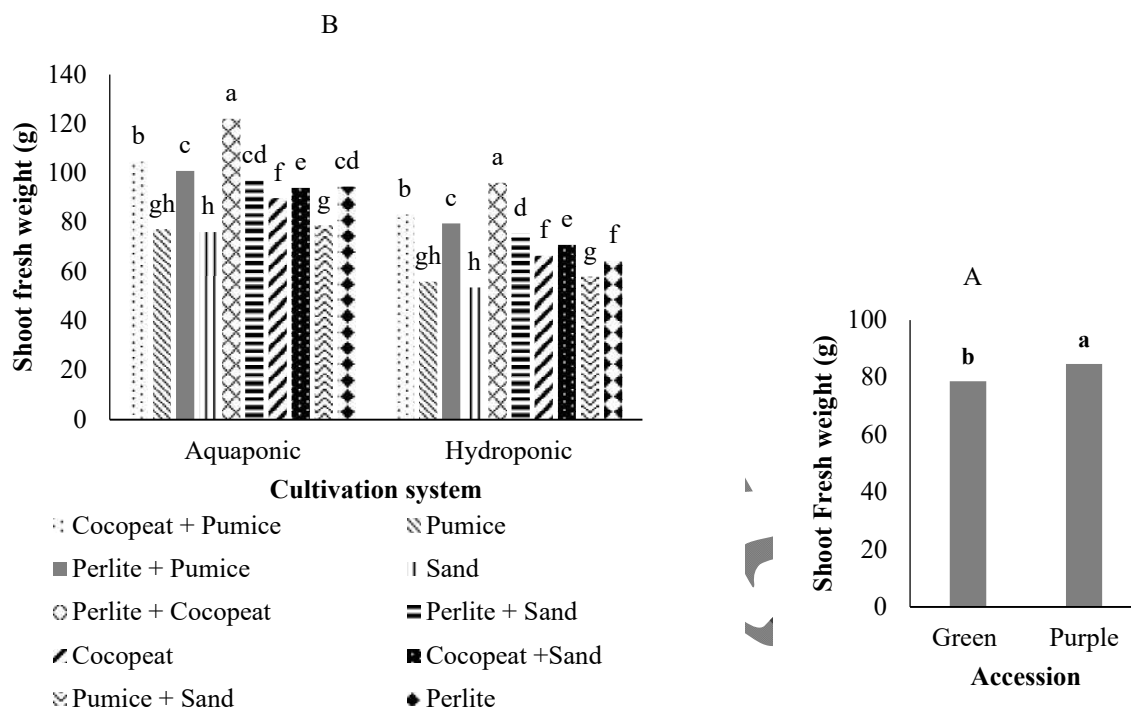 B
140
120
100
80
60
40
20
0
Shoot fresh weight (g)
b
gh
c
h
a
cd
f
e
g
cd
b
gh
c
h
a
d
f
e
g
f
Aquaponic
Hydroponic
Cultivation system
Cocopeat + Pumice
Pumice
Perlite + Pumice
Sand
Perlite + Cocopeat
Perlite + Sand
Cocopeat
Cocopeat +Sand
Pumice + Sand
Perlite
A
100
80
60
40
20
0
Shoot Fresh weight (g)
b
a
Green
Purple
Accession